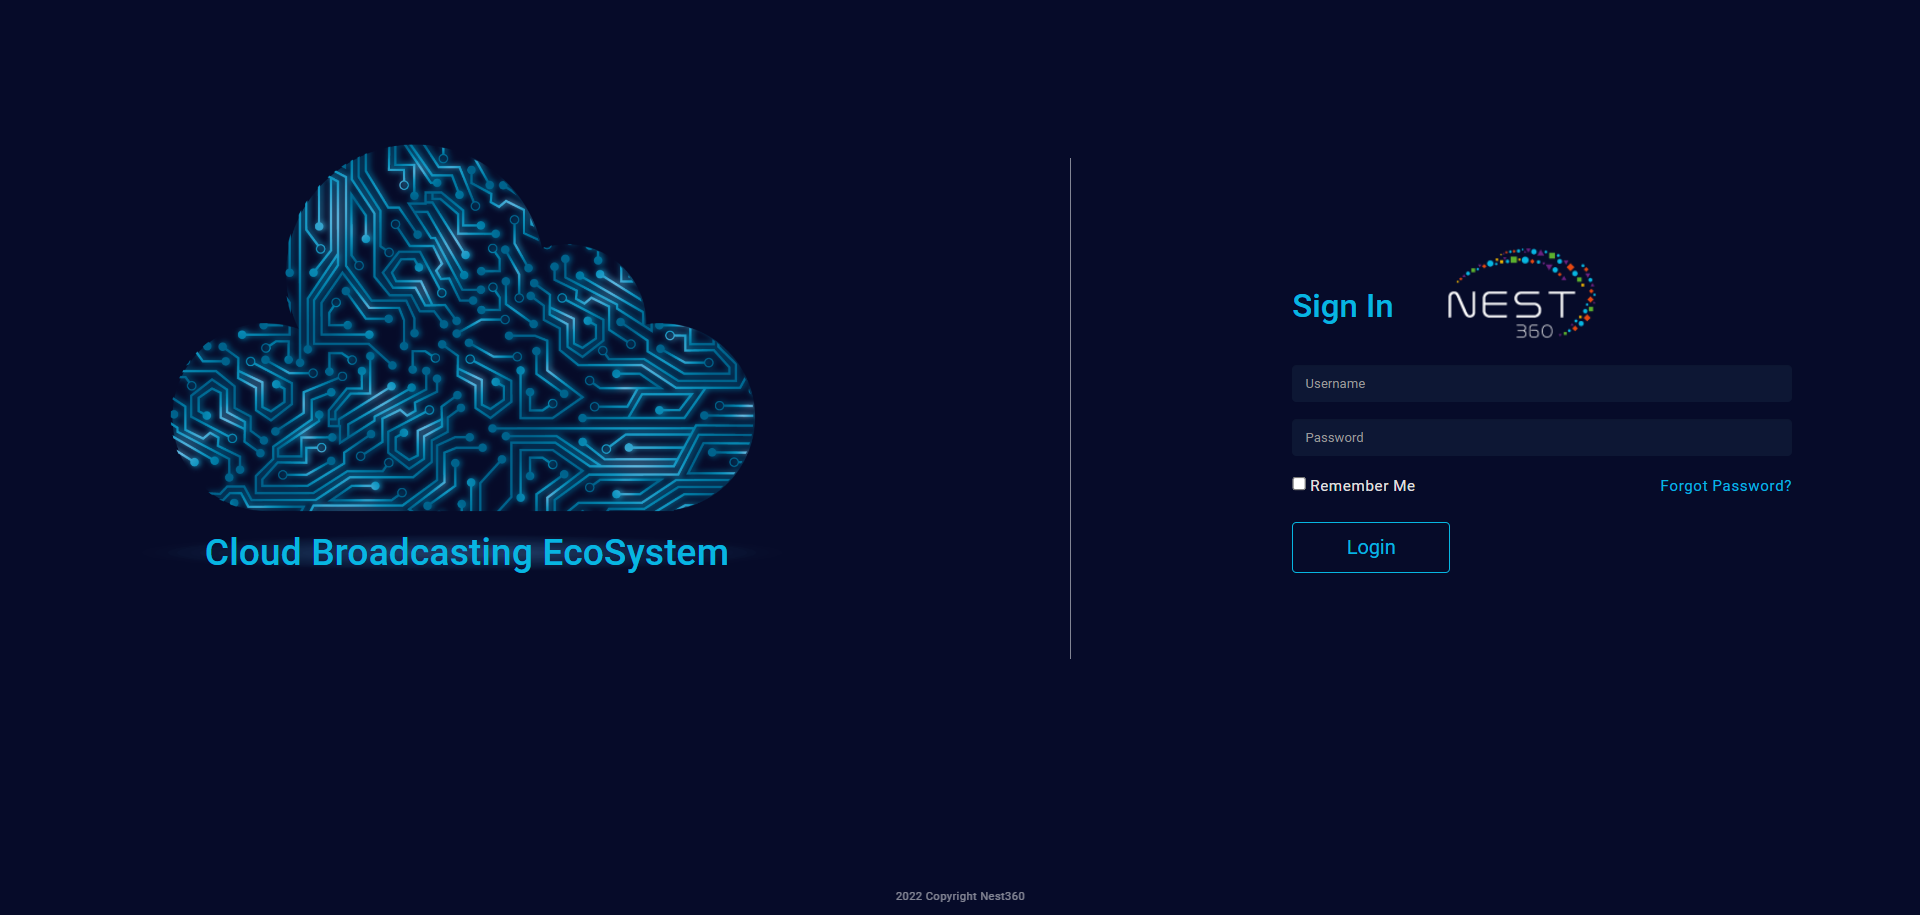 Cloud Broadcasting EcoSystem
Sign In
NEST
360
Username
Password
Remember Me
Forgot Password?
Login
2022 Copyright Nest360